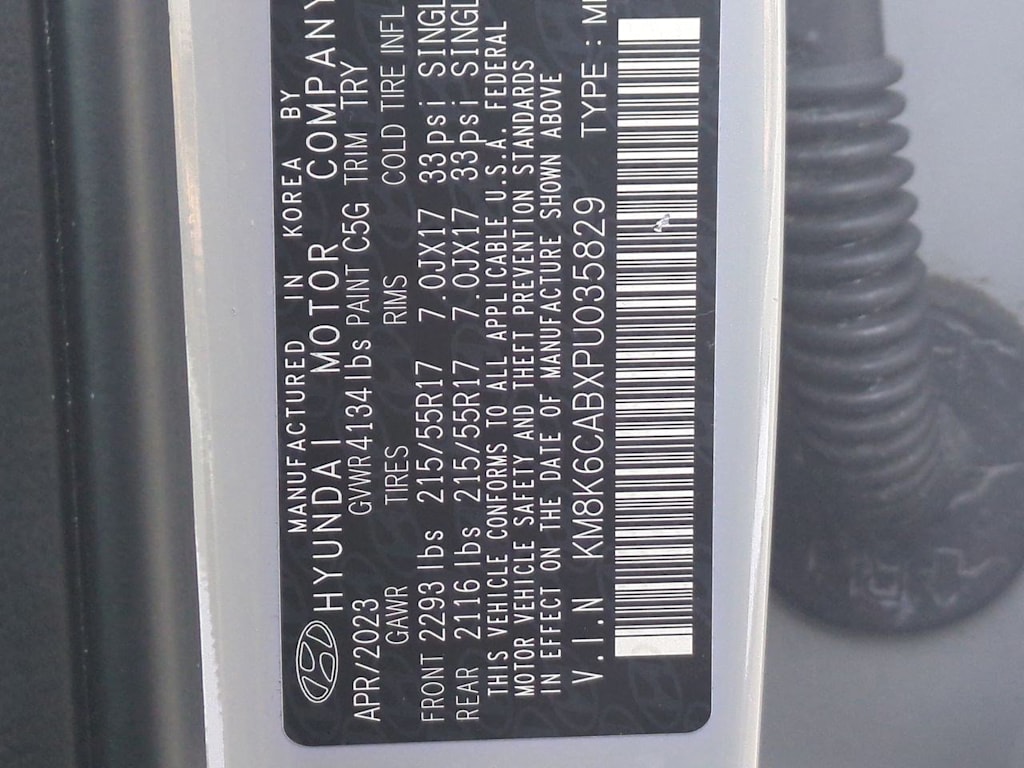 MANUFACTURED IN KOREA BY
HYUNDAI MOTOR COMPANY
APR/2023 GVWR 4134 lbs PAINT C5G TRIM TRY
GAWR TIRES RIMS COLD TIRE INFL
FRONT 2293 lbs 215/55R17 7.0JX17 33psi SINGL
REAR 2116 lbs 215/55R17 7.0JX17 33psi SINGL
THIS VEHICLE CONFORMS TO ALL APPLICABLE U.S.A. FEDERAL
MOTOR VEHICLE SAFETY AND THEFT PREVENTION STANDARDS
IN EFFECT ON THE DATE OF MANUFACTURE SHOWN ABOVE
V.I.N KM8K6CABXPU035829 TYPE :